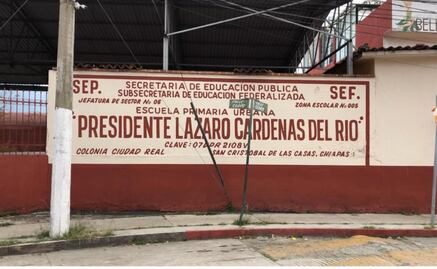 SEP. SECRETARIA DE EDUCACION PUBLICA SEF.
SUBSECRETARIA DE EDUCACIÓN FEDERALIZADA
JEFATURA DE SECTOR No 06 ZONA ESCOLAR No 005
ESCUELA PRIMARIA URBANA
"PRESIDENTE LAZARO CARDENAS DEL RIO"
CLAVE: 07DPR2108V
COLONIA CIUDAD REAL SAN CRISTOBAL DE LAS CASAS, CHIAPAS